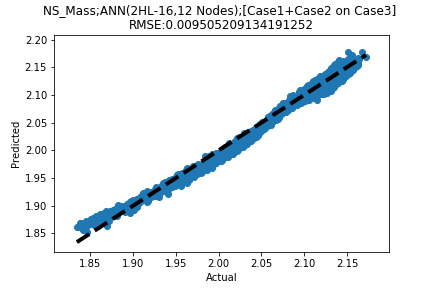 NS_Mass;ANN(2HL-16,12 Nodes);[Case1+Case2 on Case3]
RMSE:0.009505209134191252
2.20
2.15
2.10
2.05
2.00
1.95
1.90
1.85
Predicted
1.85 1.90 1.95 2.00 2.05 2.10 2.15
Actual